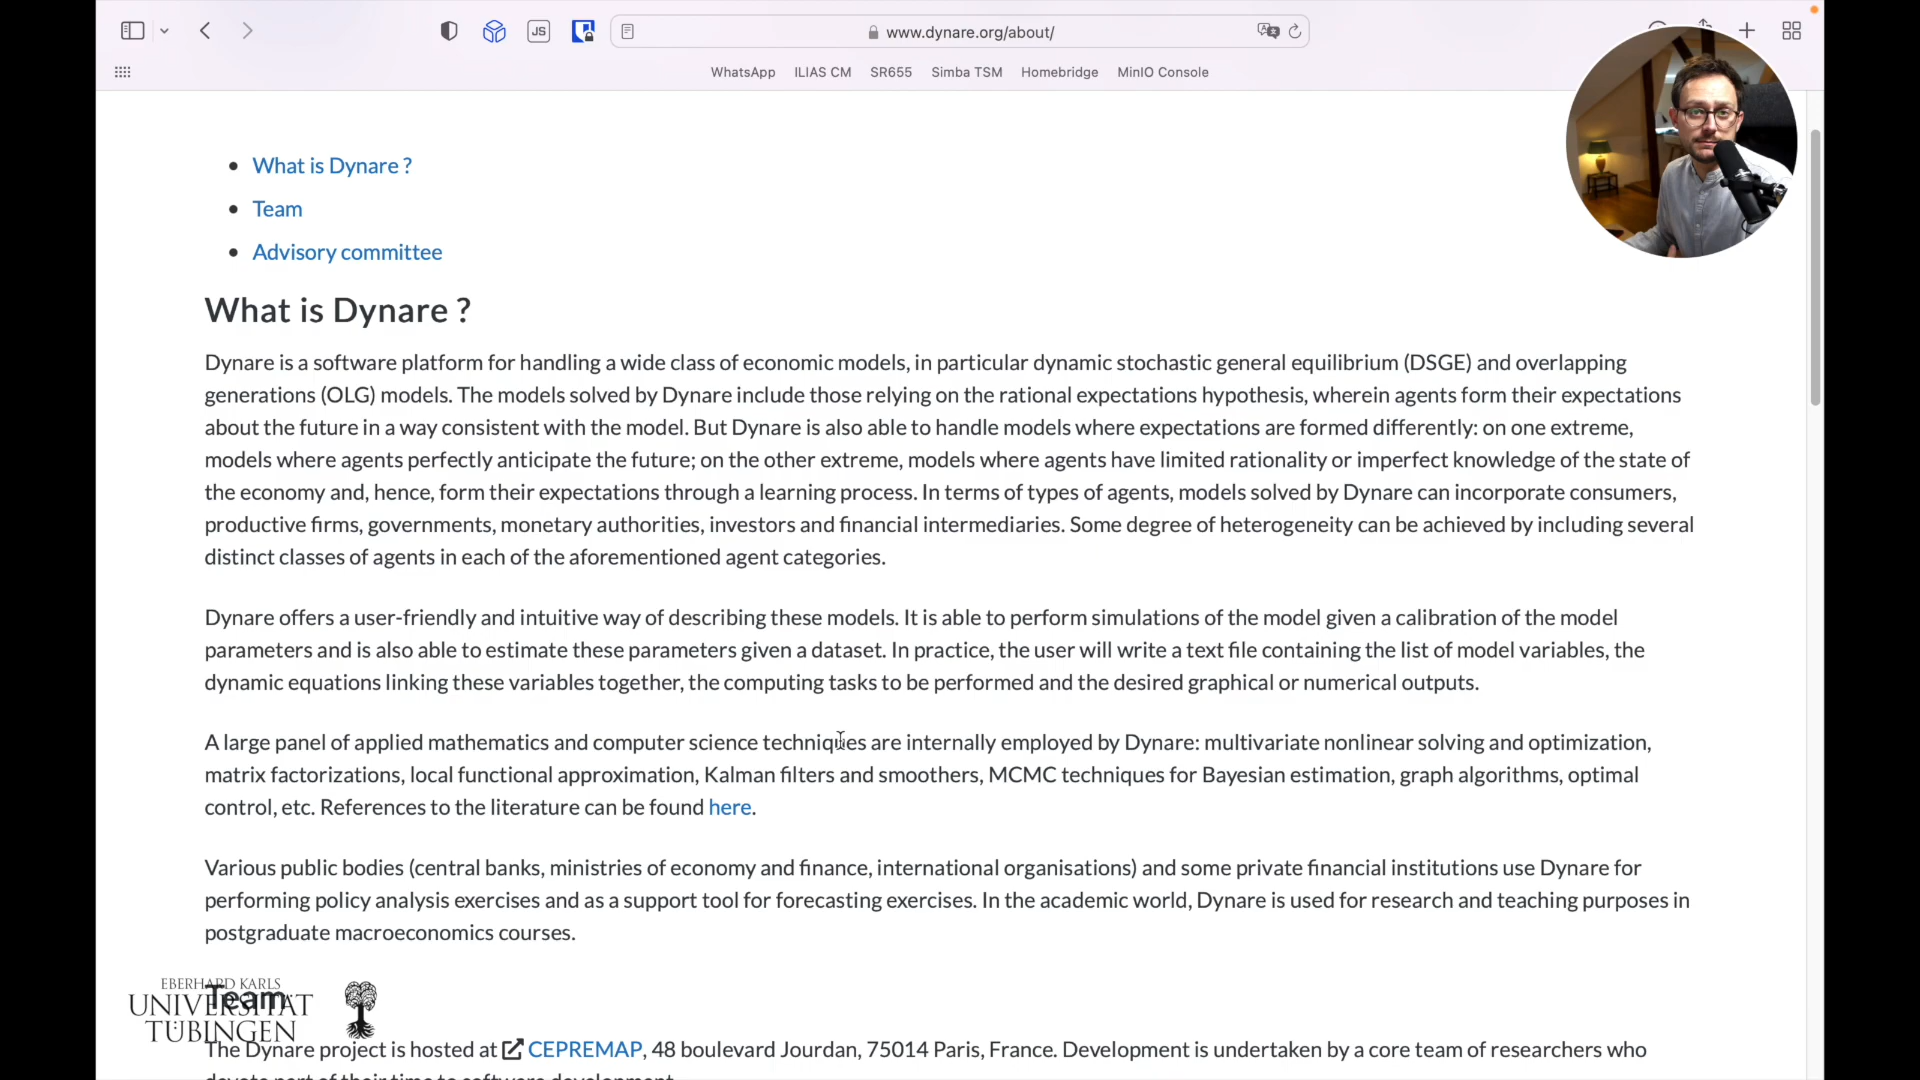 www.dynare.org/about/
JS
WhatsApp ILIAS CM SR655 Simba TSM Homebridge MinIO Console
What is Dynare ?
Team
Advisory committee
What is Dynare ?
Dynare is a software platform for handling a wide class of economic models, in particular dynamic stochastic general equilibrium (DSGE) and overlapping
generations (OLG) models. The models solved by Dynare include those relying on the rational expectations hypothesis, wherein agents form their expectations
about the future in a way consistent with the model. But Dynare is also able to handle models where expectations are formed differently: on one extreme,
models where agents perfectly anticipate the future; on the other extreme, models where agents have limited rationality or imperfect knowledge of the state of
the economy and, hence, form their expectations through a learning process. In terms of types of agents, models solved by Dynare can incorporate consumers,
productive firms, governments, monetary authorities, investors and financial intermediaries. Some degree of heterogeneity can be achieved by including several
distinct classes of agents in each of the aforementioned agent categories.
Dynare offers a user-friendly and intuitive way of describing these models. It is able to perform simulations of the model given a calibration of the model
parameters and is also able to estimate these parameters given a dataset. In practice, the user will write a text file containing the list of model variables, the
dynamic equations linking these variables together, the computing tasks to be performed and the desired graphical or numerical outputs.
A large panel of applied mathematics and computer science techniques are internally employed by Dynare: multivariate nonlinear solving and optimization,
matrix factorizations, local functional approximation, Kalman filters and smoothers, MCMC techniques for Bayesian estimation, graph algorithms, optimal
control, etc. References to the literature can be found here.
Various public bodies (central banks, ministries of economy and finance, international organisations) and some private financial institutions use Dynare for
performing policy analysis exercises and as a support tool for forecasting exercises. In the academic world, Dynare is used for research and teaching purposes in
postgraduate macroeconomics courses.
Team
EBERHARD KARLS
UNIVERSITÄT
TÜBINGEN
The Dynare project is hosted at CEPREMAP, 48 boulevard Jourdan, 75014 Paris, France. Development is undertaken by a core team of researchers who
devote part of their time to software development.